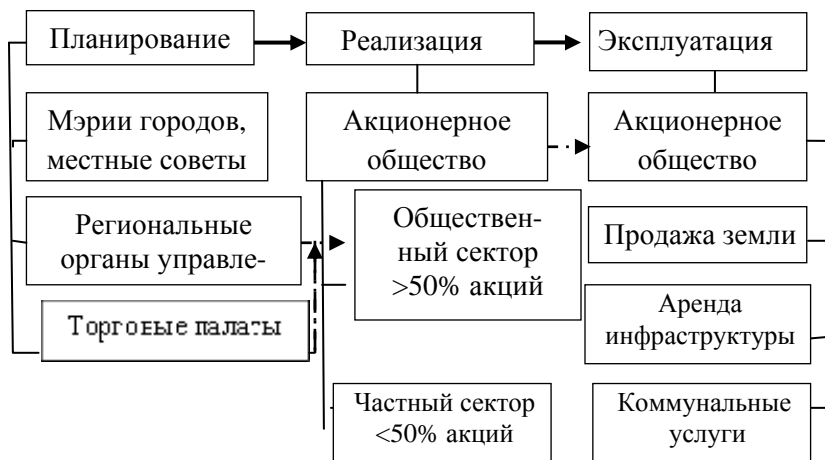 Планирование
Реализация
Эксплуатация
Мэрии городов,
местные советы
Акционерное
общество
Акционерное
общество
Региональные
органы управле-
Обществен-
ный сектор
>50% акций
Продажа земли
Торговые палаты
Аренда
инфраструктуры
Частный сектор
<50% акций
Коммунальные
услуги